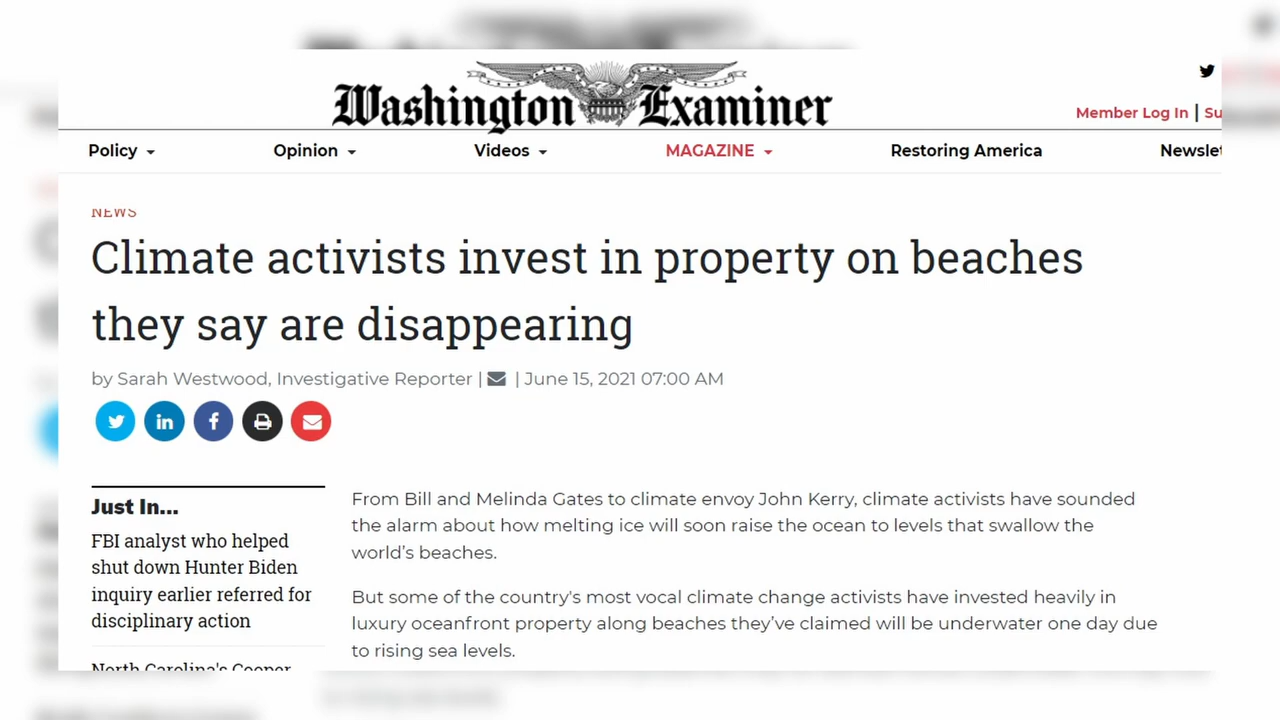 Washington Examiner
Member Log In | Su
Policy Opinion Videos MAGAZINE Restoring America Newslet
NEWS
Climate activists invest in property on beaches
they say are disappearing
by Sarah Westwood, Investigative Reporter | | June 15, 2021 07:00 AM
Just In...
FBI analyst who helped
shut down Hunter Biden
inquiry earlier referred for
disciplinary action
North Carolina's Cooper
From Bill and Melinda Gates to climate envoy John Kerry, climate activists have sounded
the alarm about how melting ice will soon raise the ocean to levels that swallow the
world's beaches.
But some of the country's most vocal climate change activists have invested heavily in
luxury oceanfront property along beaches they've claimed will be underwater one day due
to rising sea levels.